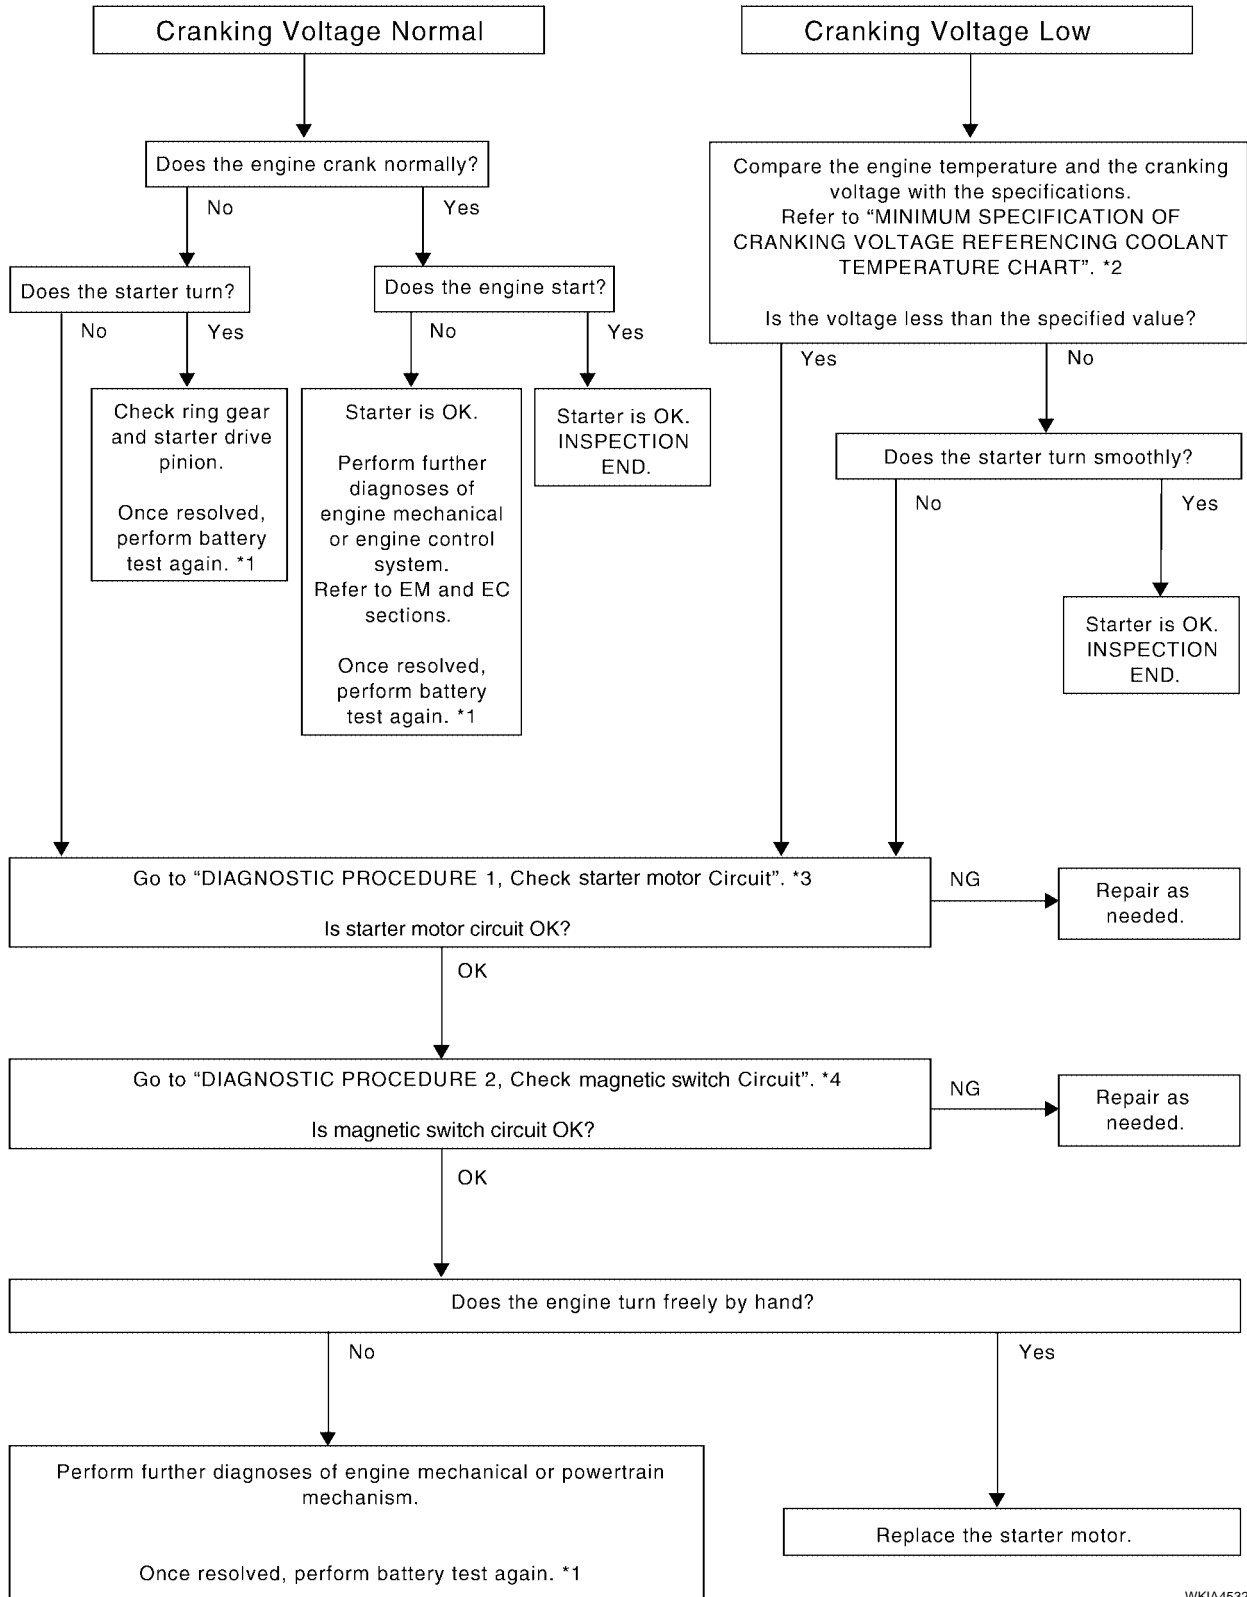 Cranking Voltage Normal
Cranking Voltage Low
Does the engine crank normally?
No
Yes
Does the starter turn?
Does the engine start?
No
Yes
No
Yes
Check ring gear
and starter drive
pinion.
Once resolved,
perform battery
test again. *1
Starter is OK.
Perform further
diagnoses of
engine mechanical
or engine control
system.
Refer to EM and EC
sections.
Once resolved,
perform battery
test again. *1
Starter is OK.
INSPECTION
END.
Compare the engine temperature and the cranking
voltage with the specifications.
Refer to “MINIMUM SPECIFICATION OF
CRANKING VOLTAGE REFERENCING COOLANT
TEMPERATURE CHART”. *2
Is the voltage less than the specified value?
Yes
No
Does the starter turn smoothly?
No
Yes
Starter is OK.
INSPECTION
END.
Go to “DIAGNOSTIC PROCEDURE 1, Check starter motor Circuit”. *3
Is starter motor circuit OK?
NG
Repair as
needed.
OK
Go to “DIAGNOSTIC PROCEDURE 2, Check magnetic switch Circuit”. *4
Is magnetic switch circuit OK?
NG
Repair as
needed.
OK
Does the engine turn freely by hand?
No
Yes
Perform further diagnoses of engine mechanical or powertrain
mechanism.
Once resolved, perform battery test again. *1
Replace the starter motor.